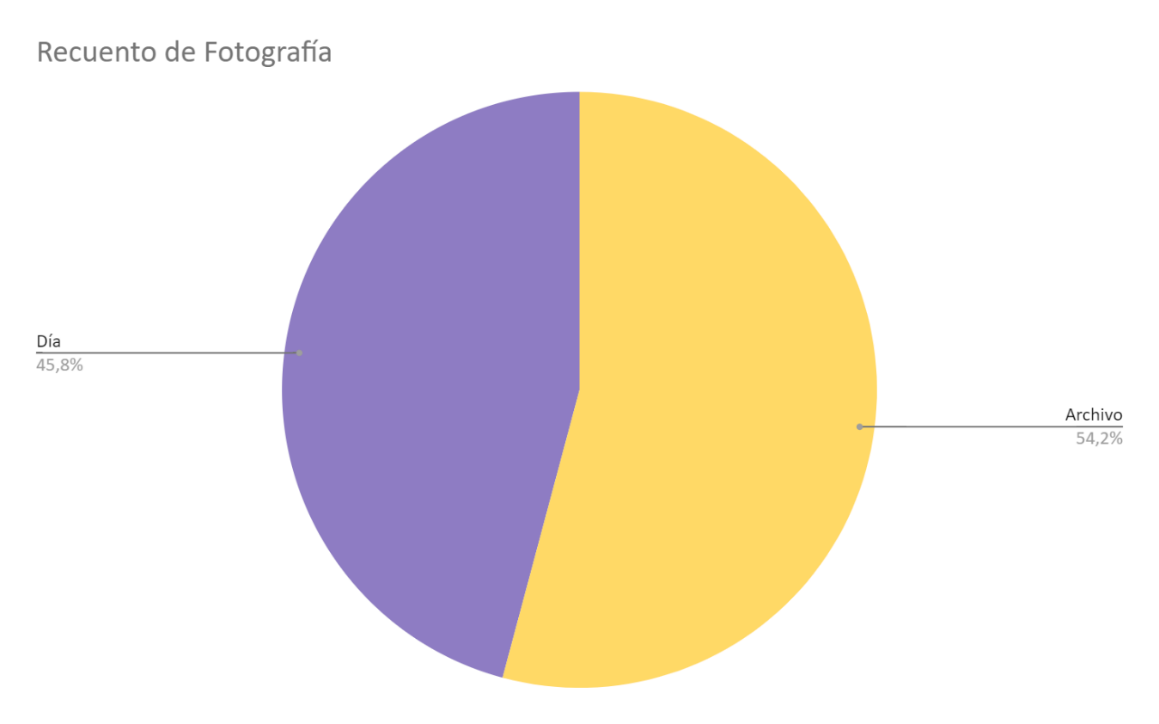 Recuento de Fotografía
Día
45,8%
Archivo
54,2%